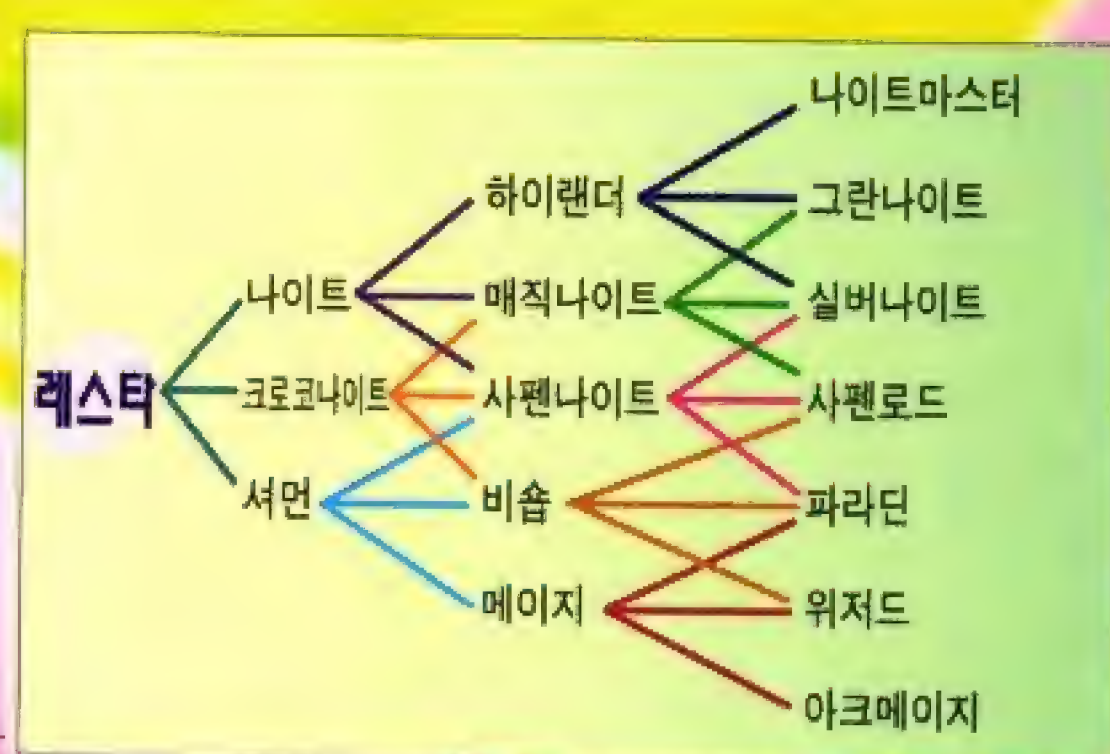 나이트마스터
하이랜더
그란나이트
나이트
매직나이트
실버나이트
레스탁
크로코나이트
사펜나이트
사펜로드
셔먼
비숍
파라딘
메이지
위저드
아크메이지